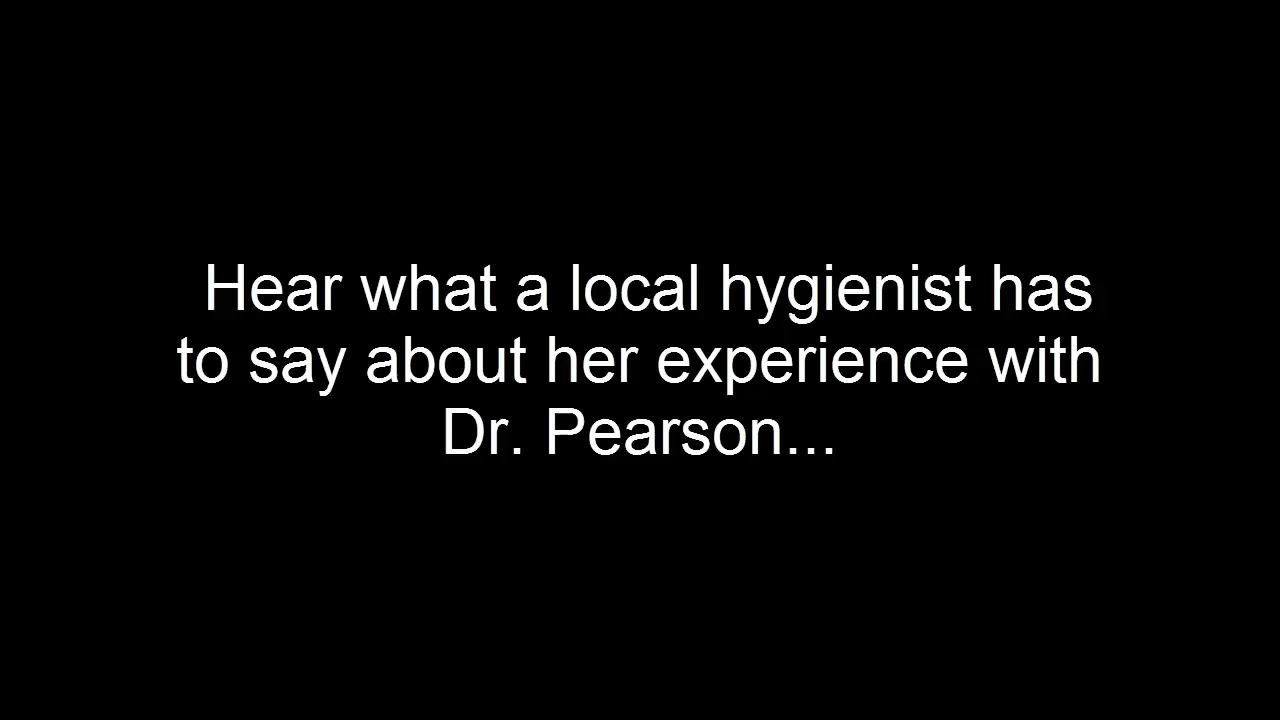 Hear what a local hygienist has
to say about her experience with
Dr. Pearson...